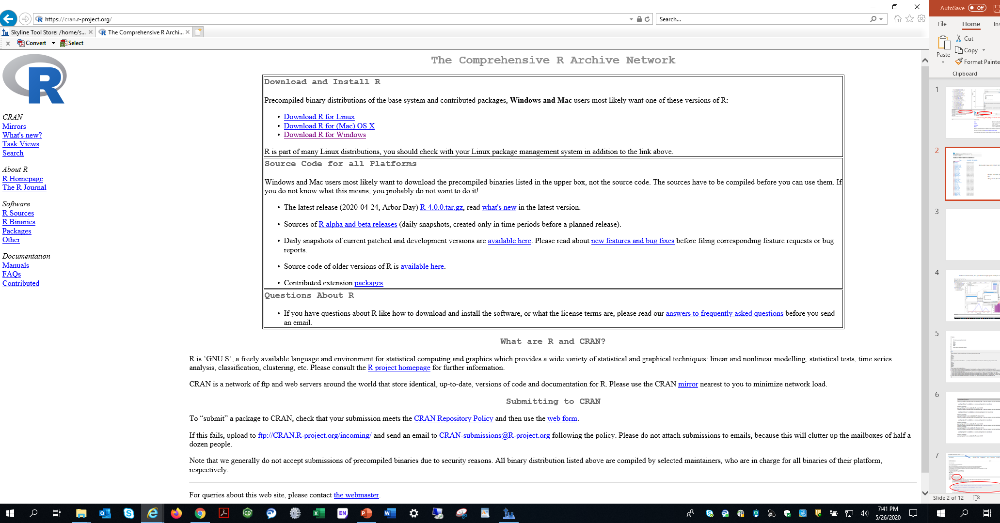 https://cran.r-project.org/
Search...
Skyline Tool Store: /home/s...
The Comprehensive R Archi...
x Convert Select
R
CRAN
Mirrors
What's new?
Task Views
Search
About R
R Homepage
The R Journal
Software
R Sources
R Binaries
Packages
Other
Documentation
Manuals
FAQs
Contributed
The Comprehensive R Archive Network
Download and Install R
Precompiled binary distributions of the base system and contributed packages, Windows and Mac users most likely want one of these versions of R:
• Download R for Linux
• Download R for (Mac) OS X
• Download R for Windows
R is part of many Linux distributions, you should check with your Linux package management system in addition to the link above.
Source Code for all Platforms
Windows and Mac users most likely want to download the precompiled binaries listed in the upper box, not the source code. The sources have to be compiled before you can use them. If
you do not know what this means, you probably do not want to do it!
• The latest release (2020-04-24, Arbor Day) R-4.0.0.tar.gz, read what's new in the latest version.
• Sources of R alpha and beta releases (daily snapshots, created only in time periods before a planned release).
• Daily snapshots of current patched and development versions are available here. Please read about new features and bug fixes before filing corresponding feature requests or bug
reports.
• Source code of older versions of R is available here.
• Contributed extension packages
Questions About R
• If you have questions about R like how to download and install the software, or what the license terms are, please read our answers to frequently asked questions before you send
an email.
What are R and CRAN?
R is ‘GNU S’, a freely available language and environment for statistical computing and graphics which provides a wide variety of statistical and graphical techniques: linear and nonlinear modelling, statistical tests, time series
analysis, classification, clustering, etc. Please consult the R project homepage for further information.
CRAN is a network of ftp and web servers around the world that store identical, up-to-date, versions of code and documentation for R. Please use the CRAN mirror nearest to you to minimize network load.
Submitting to CRAN
To “submit” a package to CRAN, check that your submission meets the CRAN Repository Policy and then use the web form.
If this fails, upload to ftp://CRAN.R-project.org/incoming/ and send an email to CRAN-submissions@R-project.org following the policy. Please do not attach submissions to emails, because this will clutter up the mailboxes of half a
dozen people.
Note that we generally do not accept submissions of precompiled binaries due to security reasons. All binary distribution listed above are compiled by selected maintainers, who are in charge for all binaries of their platform,
respectively.
For queries about this web site, please contact the webmaster.
AutoSave Off
File Home Ins
Paste
Cut
Copy
Format Painte
Clipboard
1
2
3
4
5
6
7
Slide 2 of 12
EN
7:41 PM
5/26/2020